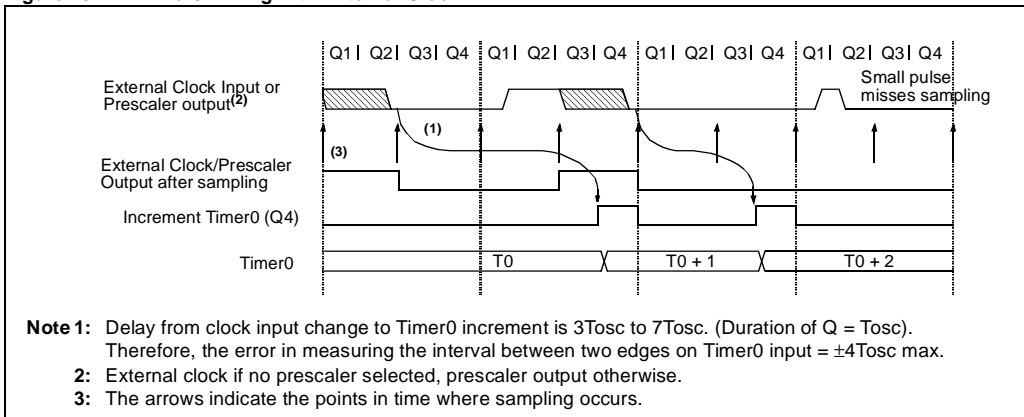 Q1 | Q2 | Q3 | Q4 Q1 | Q2 | Q3 | Q4 Q1 | Q2 | Q3 | Q4 Q1 | Q2 | Q3 | Q4
External Clock Input or
Prescaler output(2)
Small pulse
misses sampling
(1)
(3)
External Clock/Prescaler
Output after sampling
Increment Timer0 (Q4)
Timer0
T0
T0 + 1
T0 + 2
Note 1: Delay from clock input change to Timer0 increment is 3Tosc to 7Tosc. (Duration of Q = Tosc).
Therefore, the error in measuring the interval between two edges on Timer0 input = ±4Tosc max.
2: External clock if no prescaler selected, prescaler output otherwise.
3: The arrows indicate the points in time where sampling occurs.